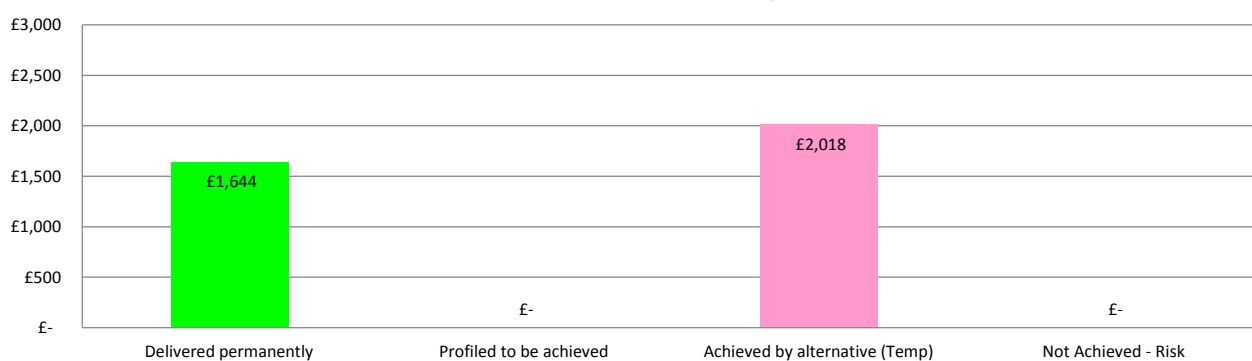 £3,000
£2,500
£2,000
£1,500
£1,000
£500
£-
£1,644
£-
£2,018
£-
Delivered permanently
Profiled to be achieved
Achieved by alternative (Temp)
Not Achieved - Risk